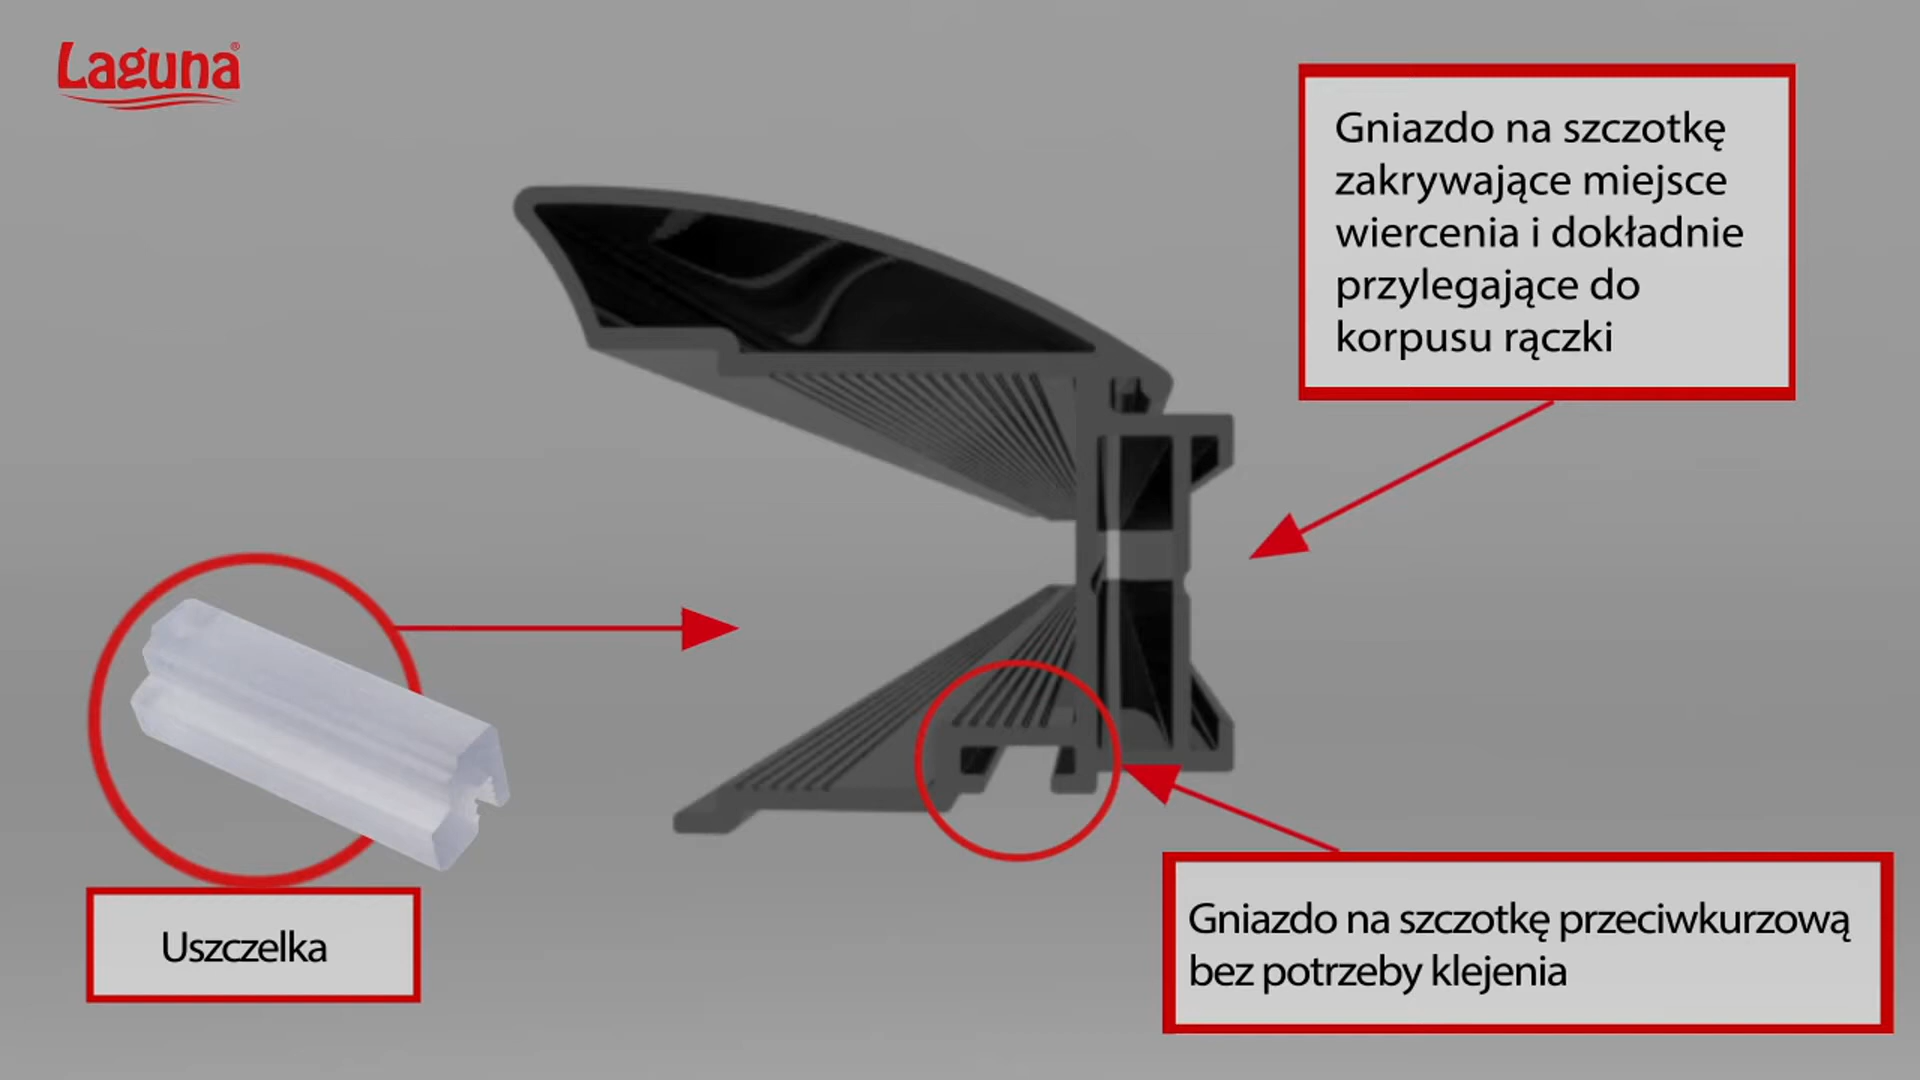 Laguna®
Gniazdo na szczotkę
zakrywające miejsce
wiercenia i dokładnie
przylegające do
korpusu rączki
Uszczelka
Gniazdo na szczotkę przeciwkurzową
bez potrzeby klejenia